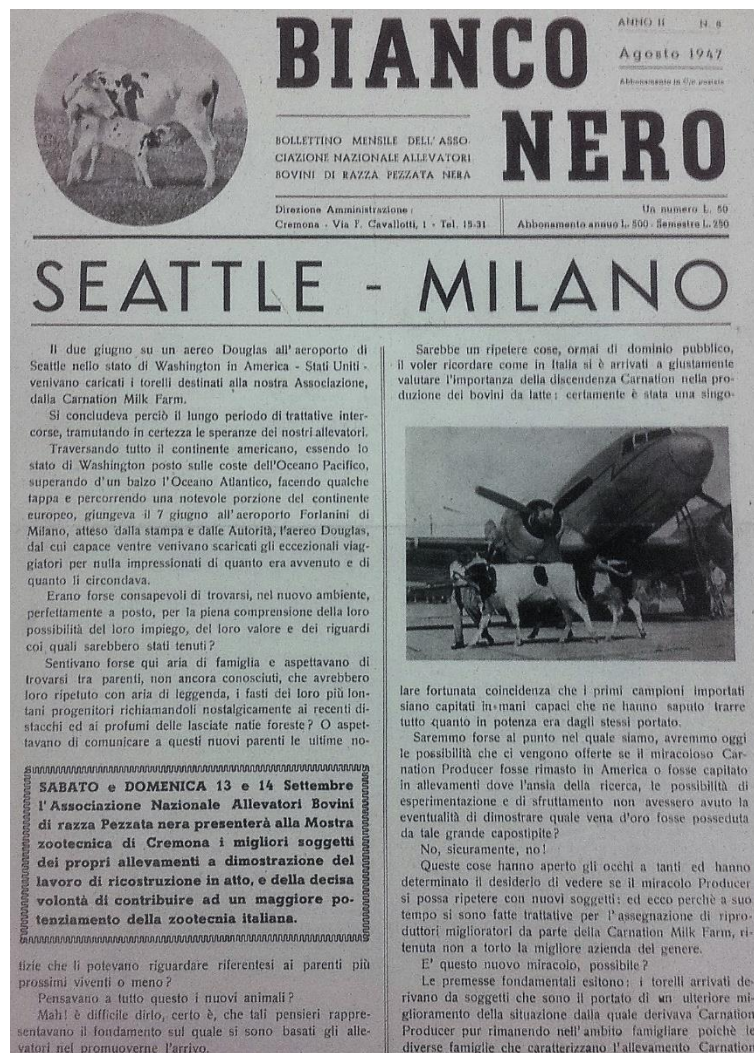 BIANCO
NERO
ANNO II N. 8
Agosto 1947
Abbonamento in C/c postale
BOLLETTINO MENSILE DELL'ASSO-
CIAZIONE NAZIONALE ALLEVATORI
BOVINI DI RAZZA PEZZATA NERA
Direzione Amministrazione :
Cremona - Via F. Cavallotti, 1 - Tel. 15-31
Un numero L. 50
Abbonamento annuo L. 500 - Semestre L. 250
SEATTLE - MILANO
Il due giugno su un aereo Douglas all'aeroporto di
Seattle nello stato di Washington in America - Stati Uniti -
venivano caricati i torelli destinati alla nostra Associazione,
dalla Carnation Milk Farm.
Si concludeva perciò il lungo periodo di trattative inter-
corse, tramutando in certezza le speranze dei nostri allevatori.
Traversando tutto il continente americano, essendo lo
stato di Washington posto sulle coste dell'Oceano Pacifico,
superando d'un balzo l'Oceano Atlantico, facendo qualche
tappa e percorrendo una notevole porzione del continente
europeo, giungeva il 7 giugno all'aeroporto Forlanini di
Milano, atteso dalla stampa e dalle Autorità, l'aereo Douglas,
dal cui capace ventre venivano scaricati gli eccezionali viag-
giatori per nulla impressionati di quanto era avvenuto e di
quanto li circondava.
Erano forse consapevoli di trovarsi, nel nuovo ambiente,
perfettamente a posto, per la piena comprensione della loro
possibilità del loro impiego, del loro valore e dei riguardi
coi quali sarebbero stati tenuti ?
Sentivano forse qui aria di famiglia e aspettavano di
trovarsi tra parenti, non ancora conosciuti, che avrebbero
loro ripetuto con aria di leggenda, i fasti dei loro più lon-
tani progenitori richiamandoli nostalgicamente ai recenti di-
stacchi ed ai profumi delle lasciate natie foreste ? O aspet-
tavano di comunicare a questi nuovi parenti le ultime no-
SABATO e DOMENICA 13 e 14 Settembre
l'Associazione Nazionale Allevatori Bovini
di razza Pezzata nera presenterà alla Mostra
zootecnica di Cremona i migliori soggetti
dei propri allevamenti a dimostrazione del
lavoro di ricostruzione in atto, e della decisa
volontà di contribuire ad un maggiore po-
tenziamento della zootecnia italiana.
tizie che li potevano riguardare riferentesi ai parenti più
prossimi viventi o meno ?
Pensavano a tutto questo i nuovi animali ?
Mah! è difficile dirlo, certo è, che tali pensieri rappre-
sentavano il fondamento sul quale si sono basati gli alle-
vatori nel promuoverne l'arrivo.
Sarebbe un ripetere cose, ormai di dominio pubblico,
il voler ricordare come in Italia si è arrivati a giustamente
valutare l'importanza della discendenza Carnation nella pro-
duzione dei bovini da latte : certamente è stata una singo-
lare fortunata coincidenza che i primi campioni importati
siano capitati in mani capaci che ne hanno saputo trarre
tutto quanto in potenza era dagli stessi portato.
Saremmo forse al punto nel quale siamo, avremmo oggi
le possibilità che ci vengono offerte se il miracoloso Car-
nation Producer fosse rimasto in America o fosse capitato
in allevamenti dove l'ansia della ricerca, le possibilità di
esperimentazione e di sfruttamento non avessero avuto la
eventualità di dimostrare quale vena d'oro fosse posseduta
da tale grande capostipite ?
No, sicuramente, no !
Queste cose hanno aperto gli occhi a tanti ed hanno
determinato il desiderio di vedere se il miracolo Producer
si possa ripetere con nuovi soggetti : ed ecco perchè a suo
tempo si sono fatte trattative per l'assegnazione di ripro-
duttori miglioratori da parte della Carnation Milk Farm, ri-
tenuta non a torto la migliore azienda del genere.
E' questo nuovo miracolo, possibile ?
Le premesse fondamentali esitono : i torelli arrivati de-
rivano da soggetti che sono il portato di un ulteriore mi-
glioramento della situazione dalla quale derivava Carnation
Producer pur rimanendo nell'ambito famigliare poichè le
diverse famiglie che caratterizzano l'allevamento Carnation